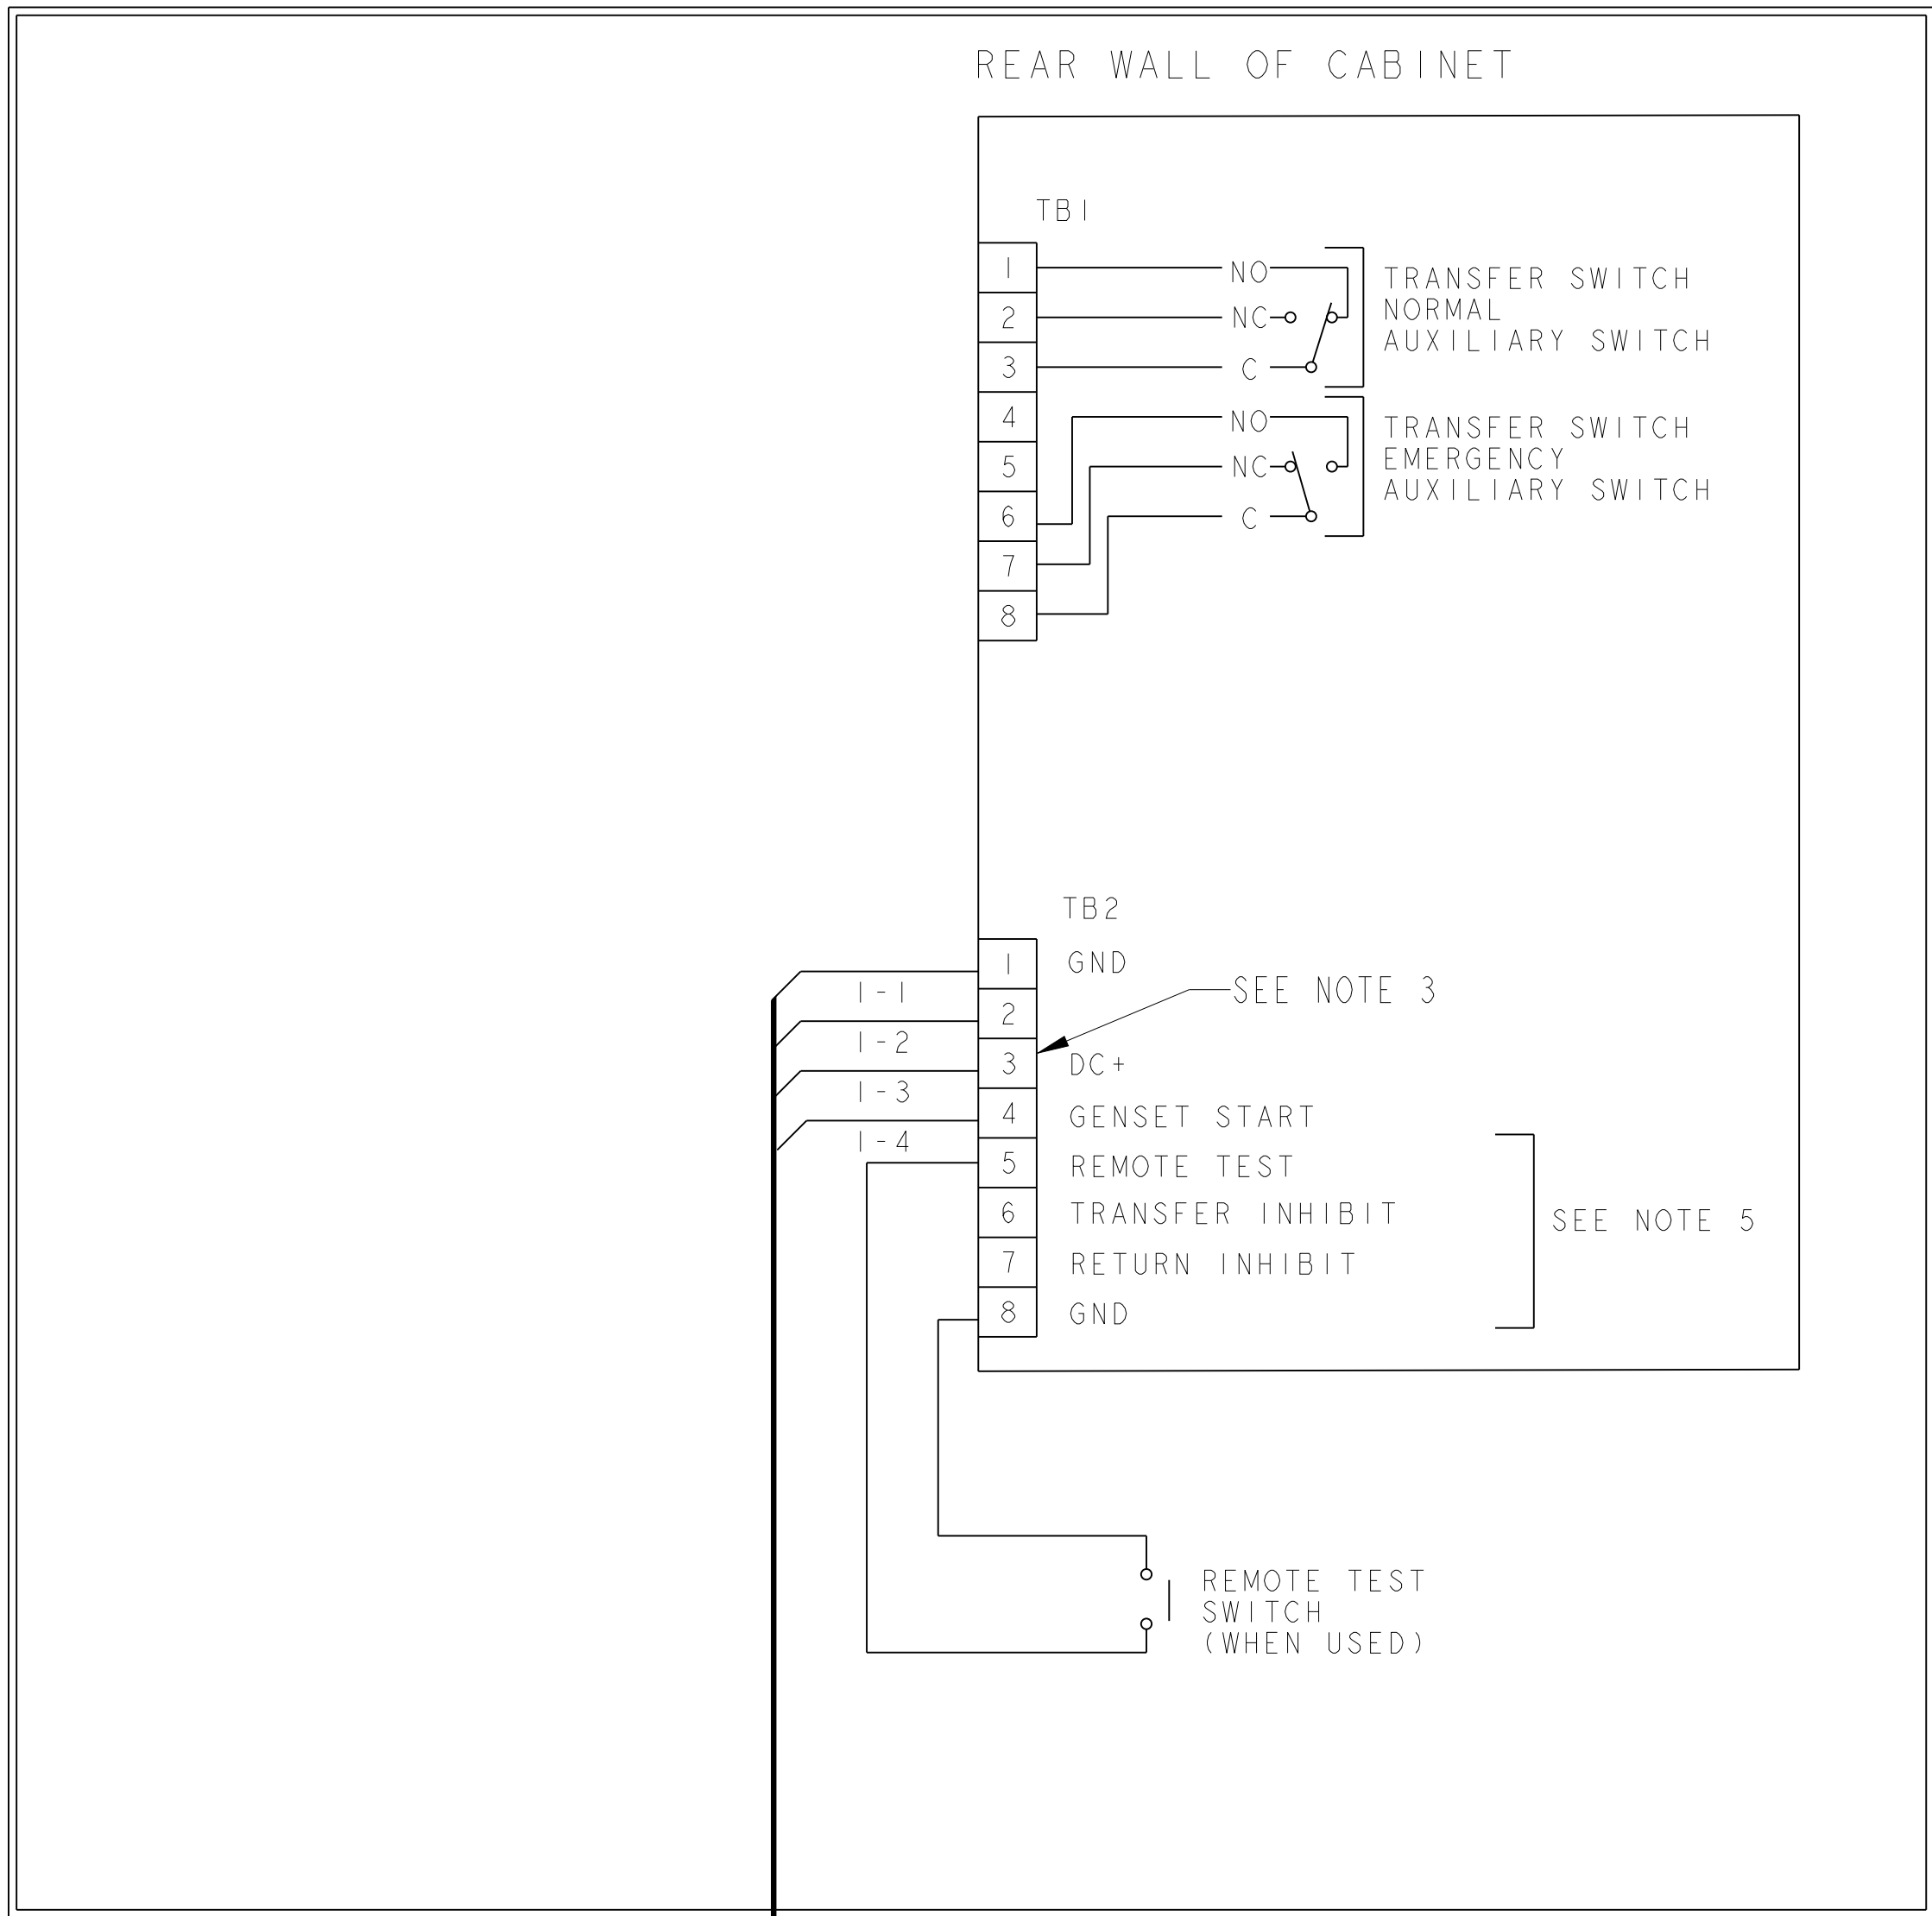 REAR WALL OF CABINET
TB1
1
NO
TRANSFER SWITCH
NORMAL
AUXILIARY SWITCH
2
NC
3
C
4
NO
TRANSFER SWITCH
EMERGENCY
AUXILIARY SWITCH
5
NC
6
C
7
8
TB2
1
GND
1-1
SEE NOTE 3
2
1-2
3
DC+
1-3
4
GENSET START
1-4
5
REMOTE TEST
6
TRANSFER INHIBIT
SEE NOTE 5
7
RETURN INHIBIT
8
GND
REMOTE TEST
SWITCH
(WHEN USED)